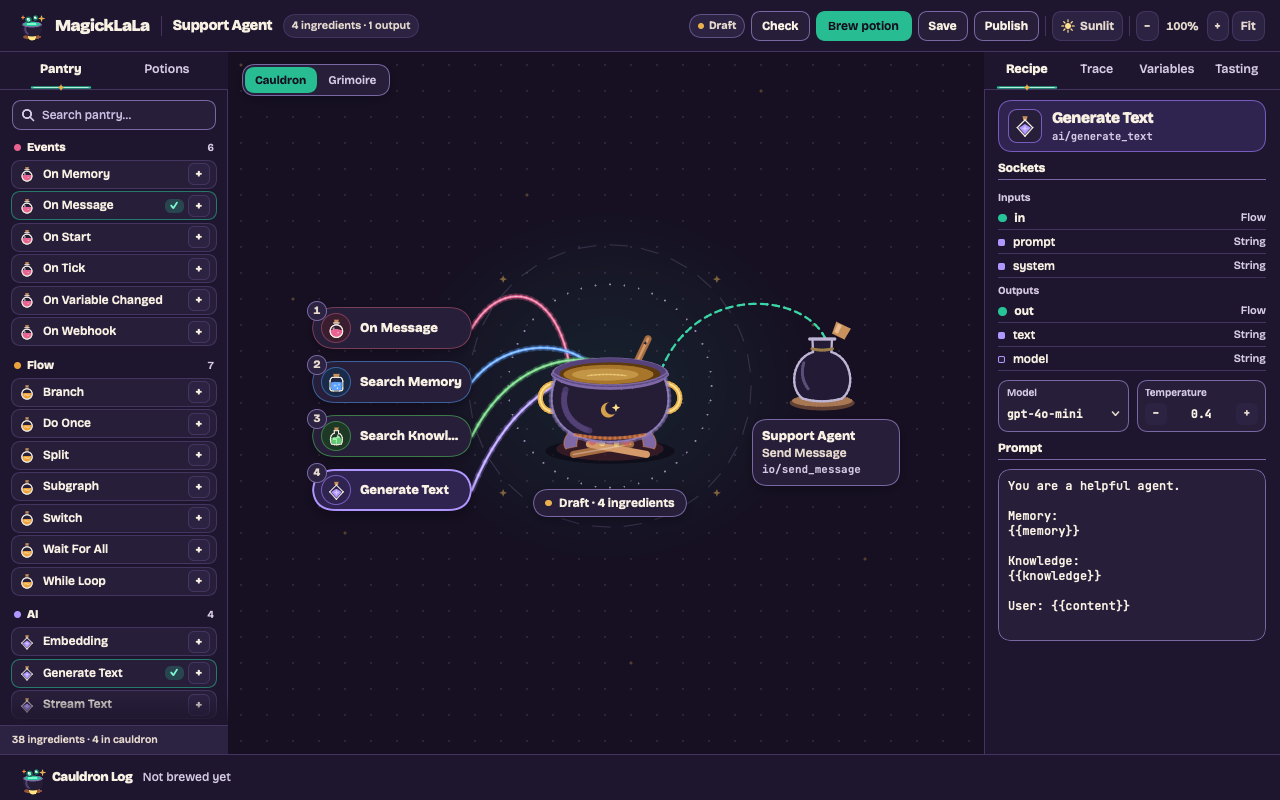 MagickLaLa
Support Agent
4 ingredients · 1 output
Draft
Check
Brew potion
Save
Publish
Sunlit
−
100%
+
Fit
Pantry
Potions
Search pantry...
Events 6
On Memory +
On Message +
On Start +
On Tick +
On Variable Changed +
On Webhook +
Flow 7
Branch +
Do Once +
Split +
Subgraph +
Switch +
Wait For All +
While Loop +
AI 4
Embedding +
Generate Text +
Stream Text +
38 ingredients · 4 in cauldron
Cauldron
Grimoire
1
On Message
2
Search Memory
3
Search Knowl...
4
Generate Text
Draft · 4 ingredients
Support Agent
Send Message
io/send_message
Recipe
Trace
Variables
Tasting
Generate Text
ai/generate_text
Sockets
Inputs
in Flow
prompt String
system String
Outputs
out Flow
text String
model String
Model
gpt-4o-mini
Temperature
− 0.4 +
Prompt
You are a helpful agent.
Memory:
{{memory}}
Knowledge:
{{knowledge}}
User: {{content}}
Cauldron Log Not brewed yet